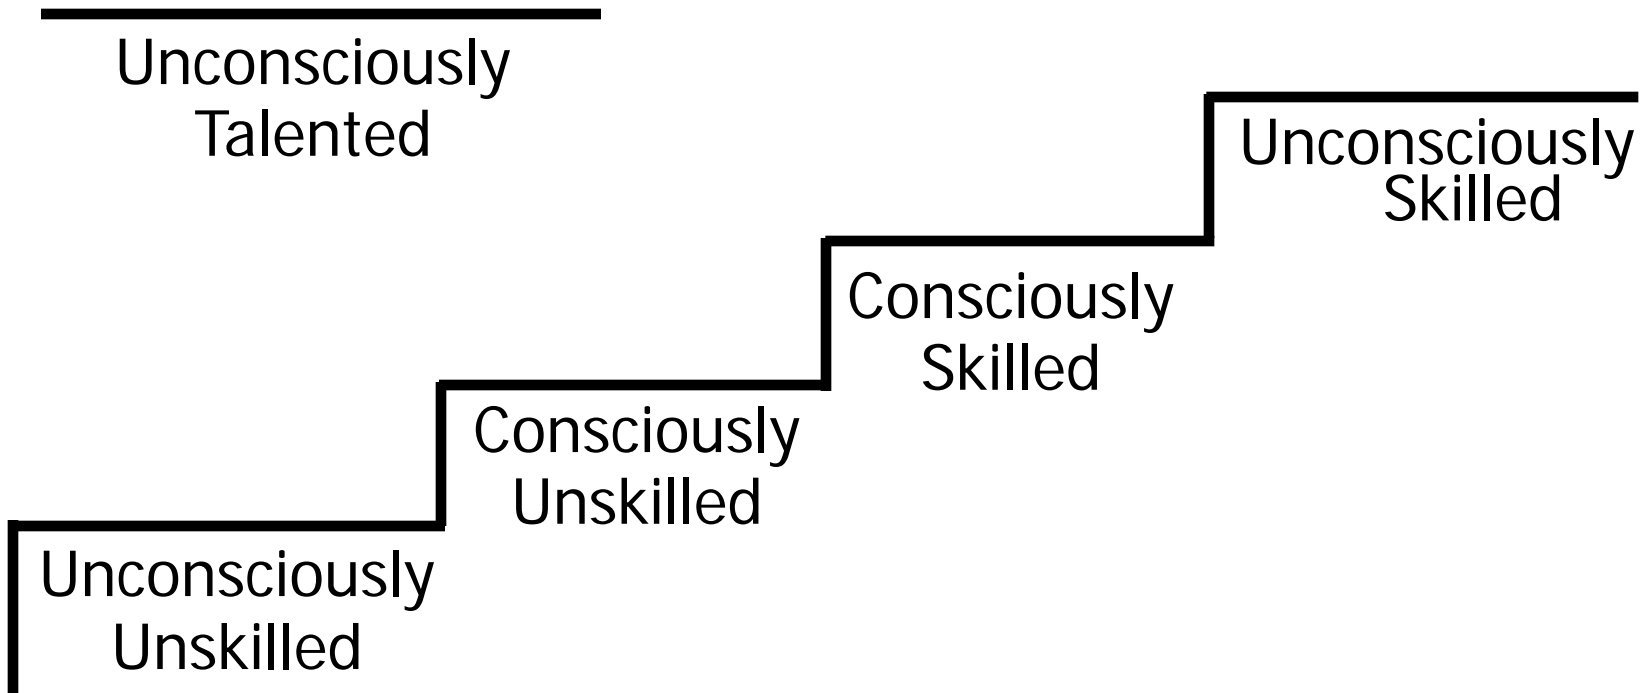 Unconsciously
Talented
Unconsciously
Skilled
Consciously
Skilled
Consciously
Unskilled
Unconsciously
Unskilled